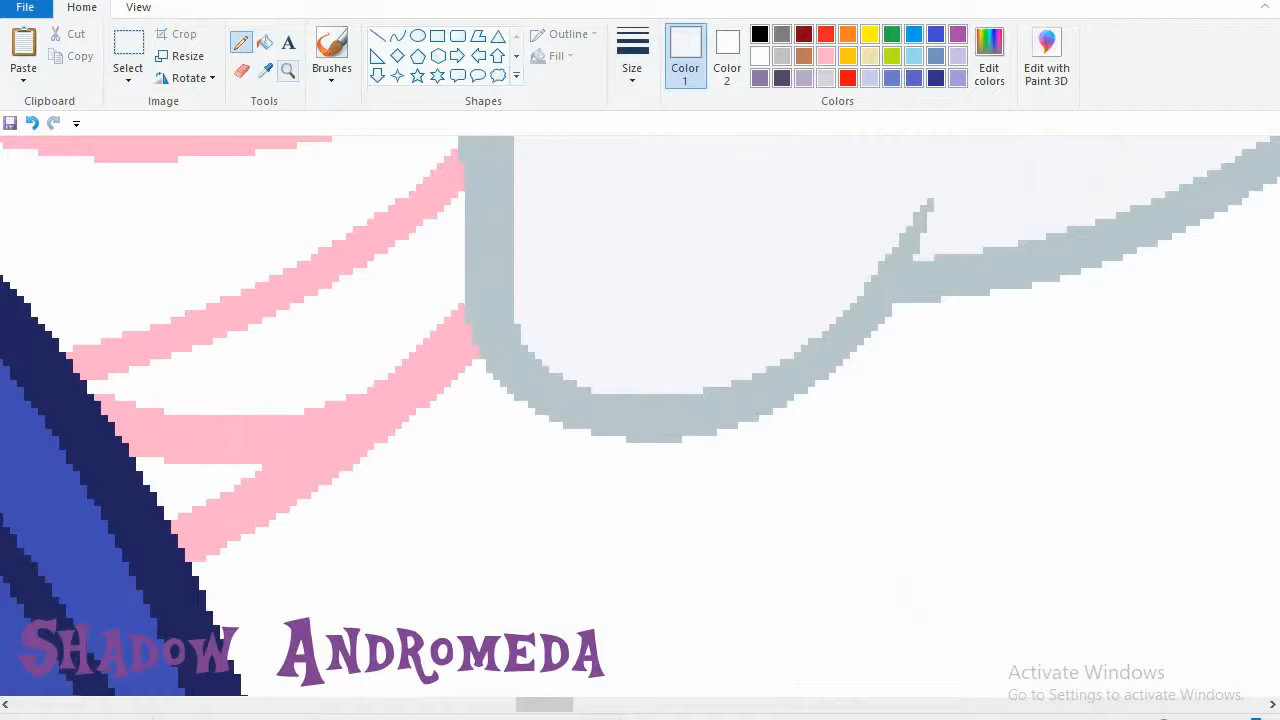 File Home View
Paste Cut Copy Clipboard
Select Crop Resize Rotate Image
Tools
Brushes
Outline Fill Shapes
Size
Color 1 Color 2 Edit colors Colors
Edit with Paint 3D
Shadow Andromeda
Activate Windows
Go to Settings to activate Windows.